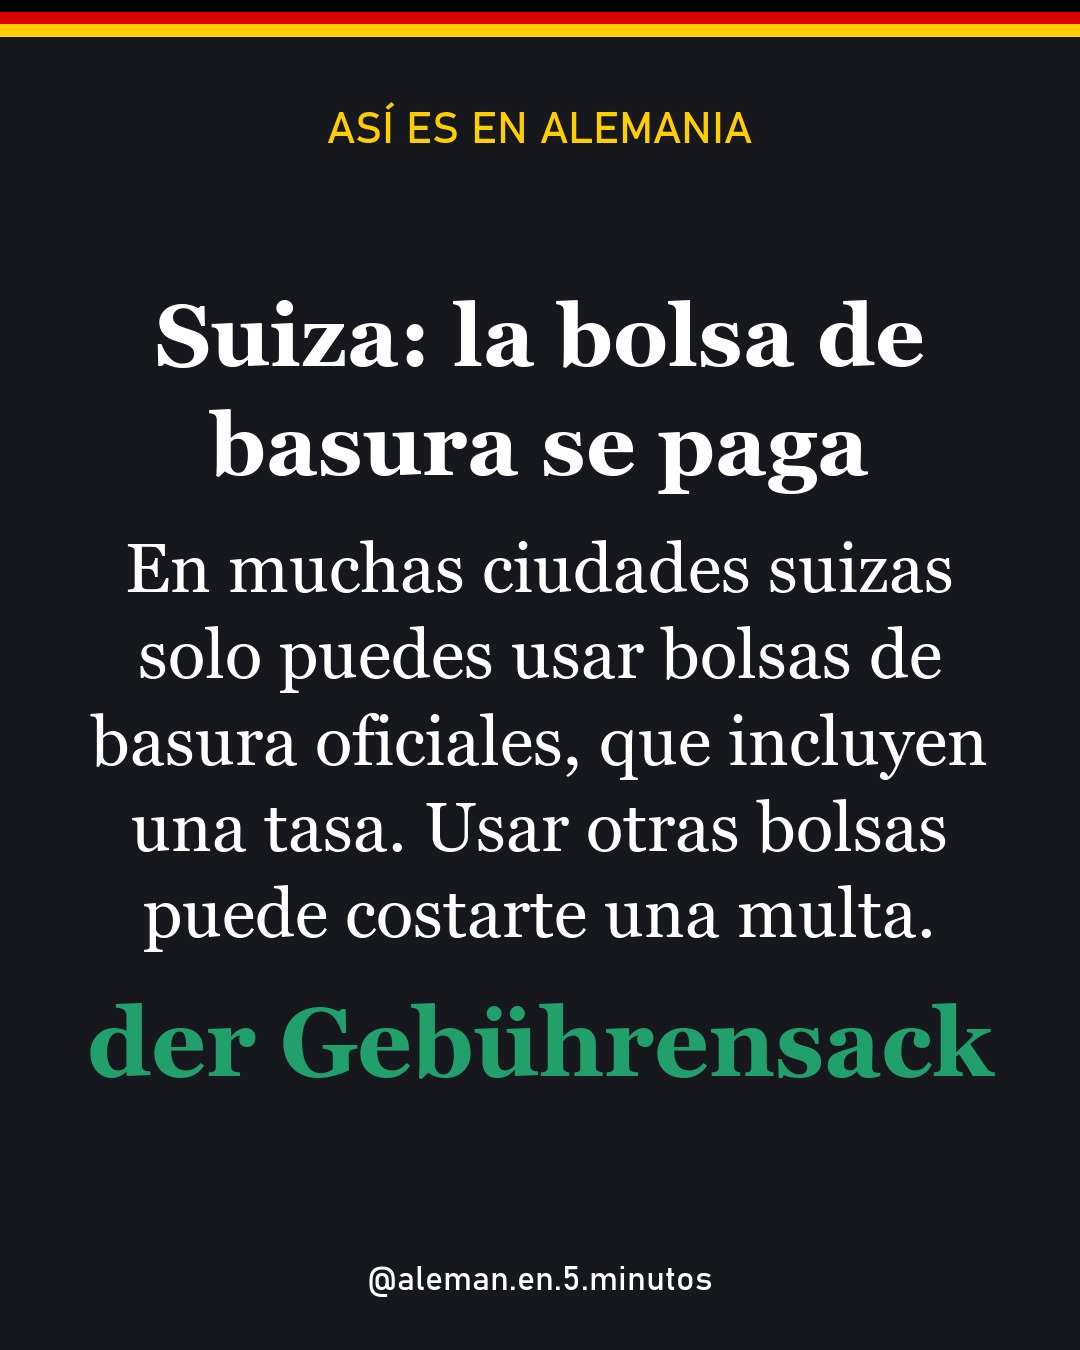 ASÍ ES EN ALEMANIA
Suiza: la bolsa de
basura se paga
En muchas ciudades suizas
solo puedes usar bolsas de
basura oficiales, que incluyen
una tasa. Usar otras bolsas
puede costarte una multa.
der Gebührensack
@aleman.en.5.minutos